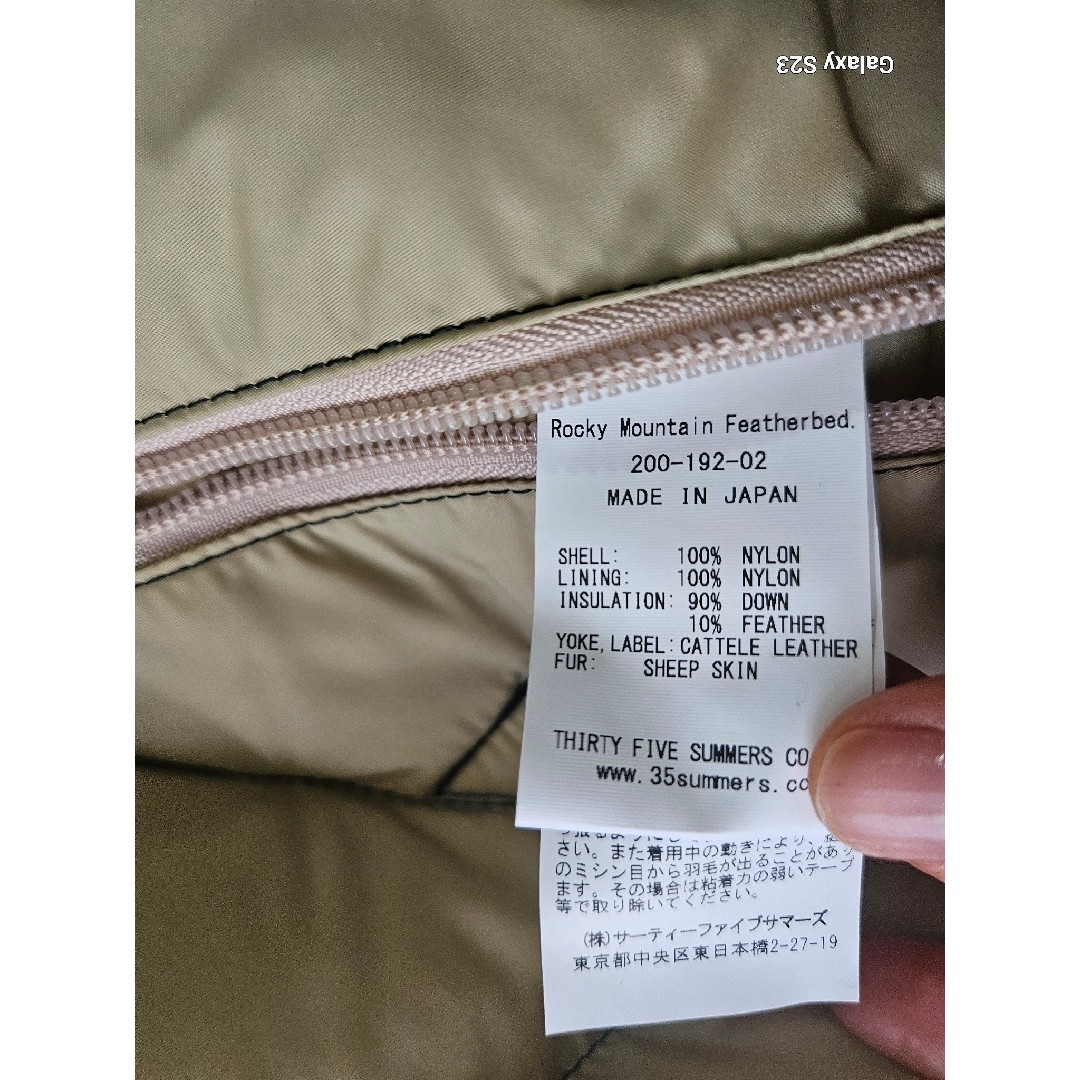 Galaxy S23
Rocky Mountain Featherbed.
200-192-02
MADE IN JAPAN
SHELL: 100% NYLON
LINING: 100% NYLON
INSULATION: 90% DOWN
10% FEATHER
YOKE,LABEL:CATTELE LEATHER
FUR: SHEEP SKIN
THIRTY FIVE SUMMERS CO
www.35summers.cc
さい。また着用中の動きにより、
のミシン目から羽毛が出ることがあり
ます。その場合は粘着力の弱いテープ
等で取り除いてください。
(株)サーティーファイブサマーズ
東京都中央区東日本橋2-27-19